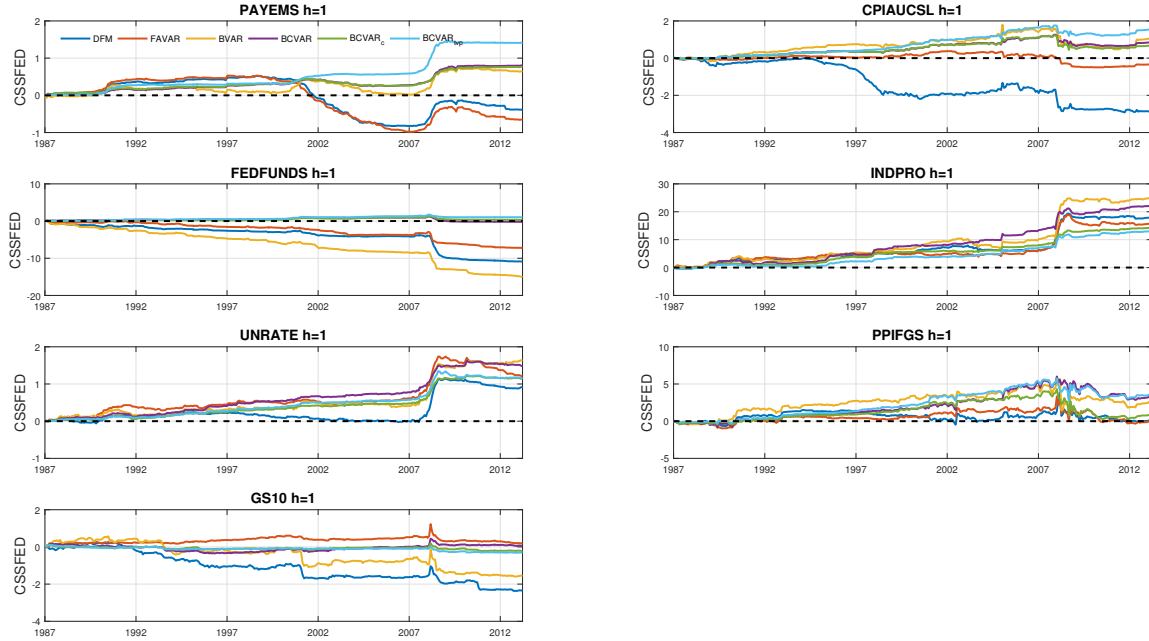 PAYEMS h=1
DFM FAVAR BVAR BCVAR BCVARc BCVARtvp
CSSFED
2
1
0
-1
1987 1992 1997 2002 2007 2012
CPIAUCSL h=1
CSSFED
2
0
-2
-4
1987 1992 1997 2002 2007 2012
FEDFUNDS h=1
CSSFED
10
0
-10
-20
1987 1992 1997 2002 2007 2012
INDPRO h=1
CSSFED
30
20
10
0
-10
1987 1992 1997 2002 2007 2012
UNRATE h=1
CSSFED
2
1
0
-1
1987 1992 1997 2002 2007 2012
PPIFGS h=1
CSSFED
10
5
0
-5
1987 1992 1997 2002 2007 2012
GS10 h=1
CSSFED
2
0
-2
-4
1987 1992 1997 2002 2007 2012